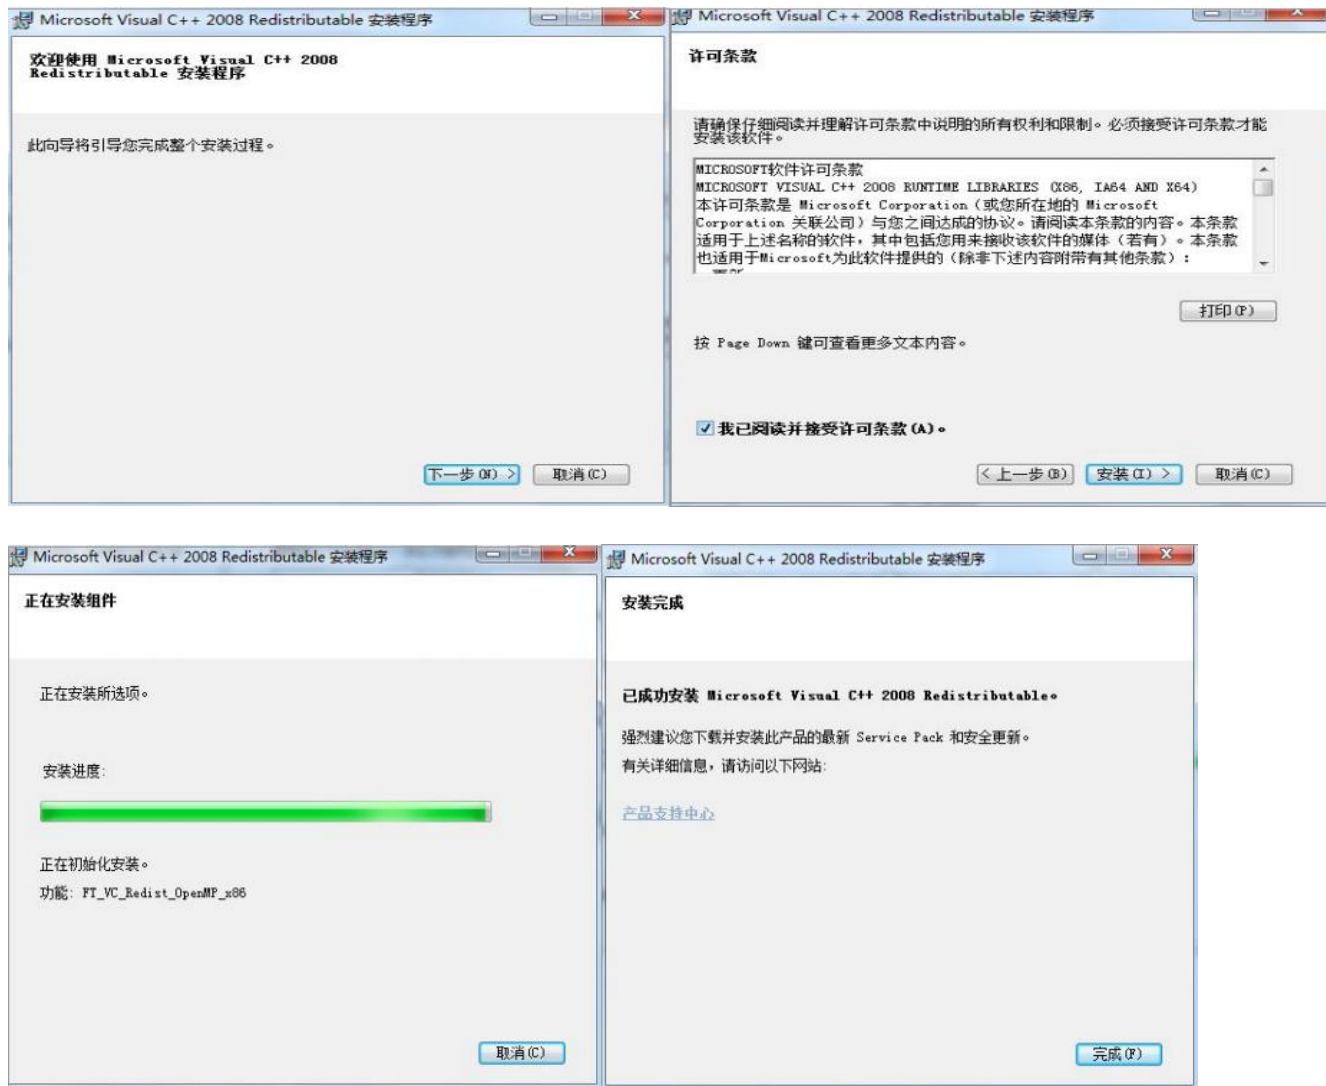 Microsoft Visual C++ 2008 Redistributable 安装程序
欢迎使用 Microsoft Visual C++ 2008
Redistributable 安装程序
此向导将引导您完成整个安装过程。
下一步(N) >
取消(C)
Microsoft Visual C++ 2008 Redistributable 安装程序
许可条款
请确保仔细阅读并理解许可条款中说明的所有权利和限制。必须接受许可条款才能
安装该软件。
MICROSOFT软件许可条款
MICROSOFT VISUAL C++ 2008 RUNTIME LIBRARIES (X86, IA64 AND X64)
本许可条款是 Microsoft Corporation（或您所在地的 Microsoft
Corporation 关联公司）与您之间达成的协议。请阅读本条款的内容。本条款
适用于上述名称的软件，其中包括您用来接收该软件的媒体（若有）。本条款
也适用于Microsoft为此软件提供的（除非下述内容附带有其他条款）：
打印(P)
按 Page Down 键可查看更多文本内容。
我已阅读并接受许可条款(A)。
< 上一步(B)
安装(I) >
取消(C)
Microsoft Visual C++ 2008 Redistributable 安装程序
正在安装组件
正在安装所选项。
安装进度:
正在初始化安装。
功能: FT_VC_Redist_OpenMP_x86
取消(C)
Microsoft Visual C++ 2008 Redistributable 安装程序
安装完成
已成功安装 Microsoft Visual C++ 2008 Redistributable。
强烈建议您下载并安装此产品的最新 Service Pack 和安全更新。
有关详细信息，请访问以下网站:
产品支持中心
完成(F)